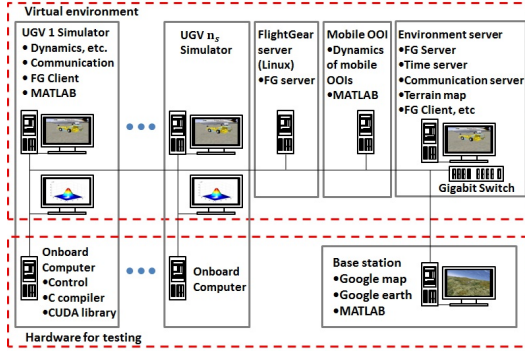 Virtual environment
UGV 1 Simulator
• Dynamics, etc.
• Communication
• FG Client
• MATLAB
UGV nₛ
Simulator
FlightGear
server
(Linux)
•FG server
Mobile OOI
•Dynamics
of mobile
OOIs
•MATLAB
Environment server
•FG Server
•Time server
•Communication server
•Terrain map
•FG Client, etc
Gigabit Switch
Onboard
Computer
•Control
•C compiler
•CUDA library
Onboard
Computer
Base station
•Google map
•Google earth
•MATLAB
Hardware for testing